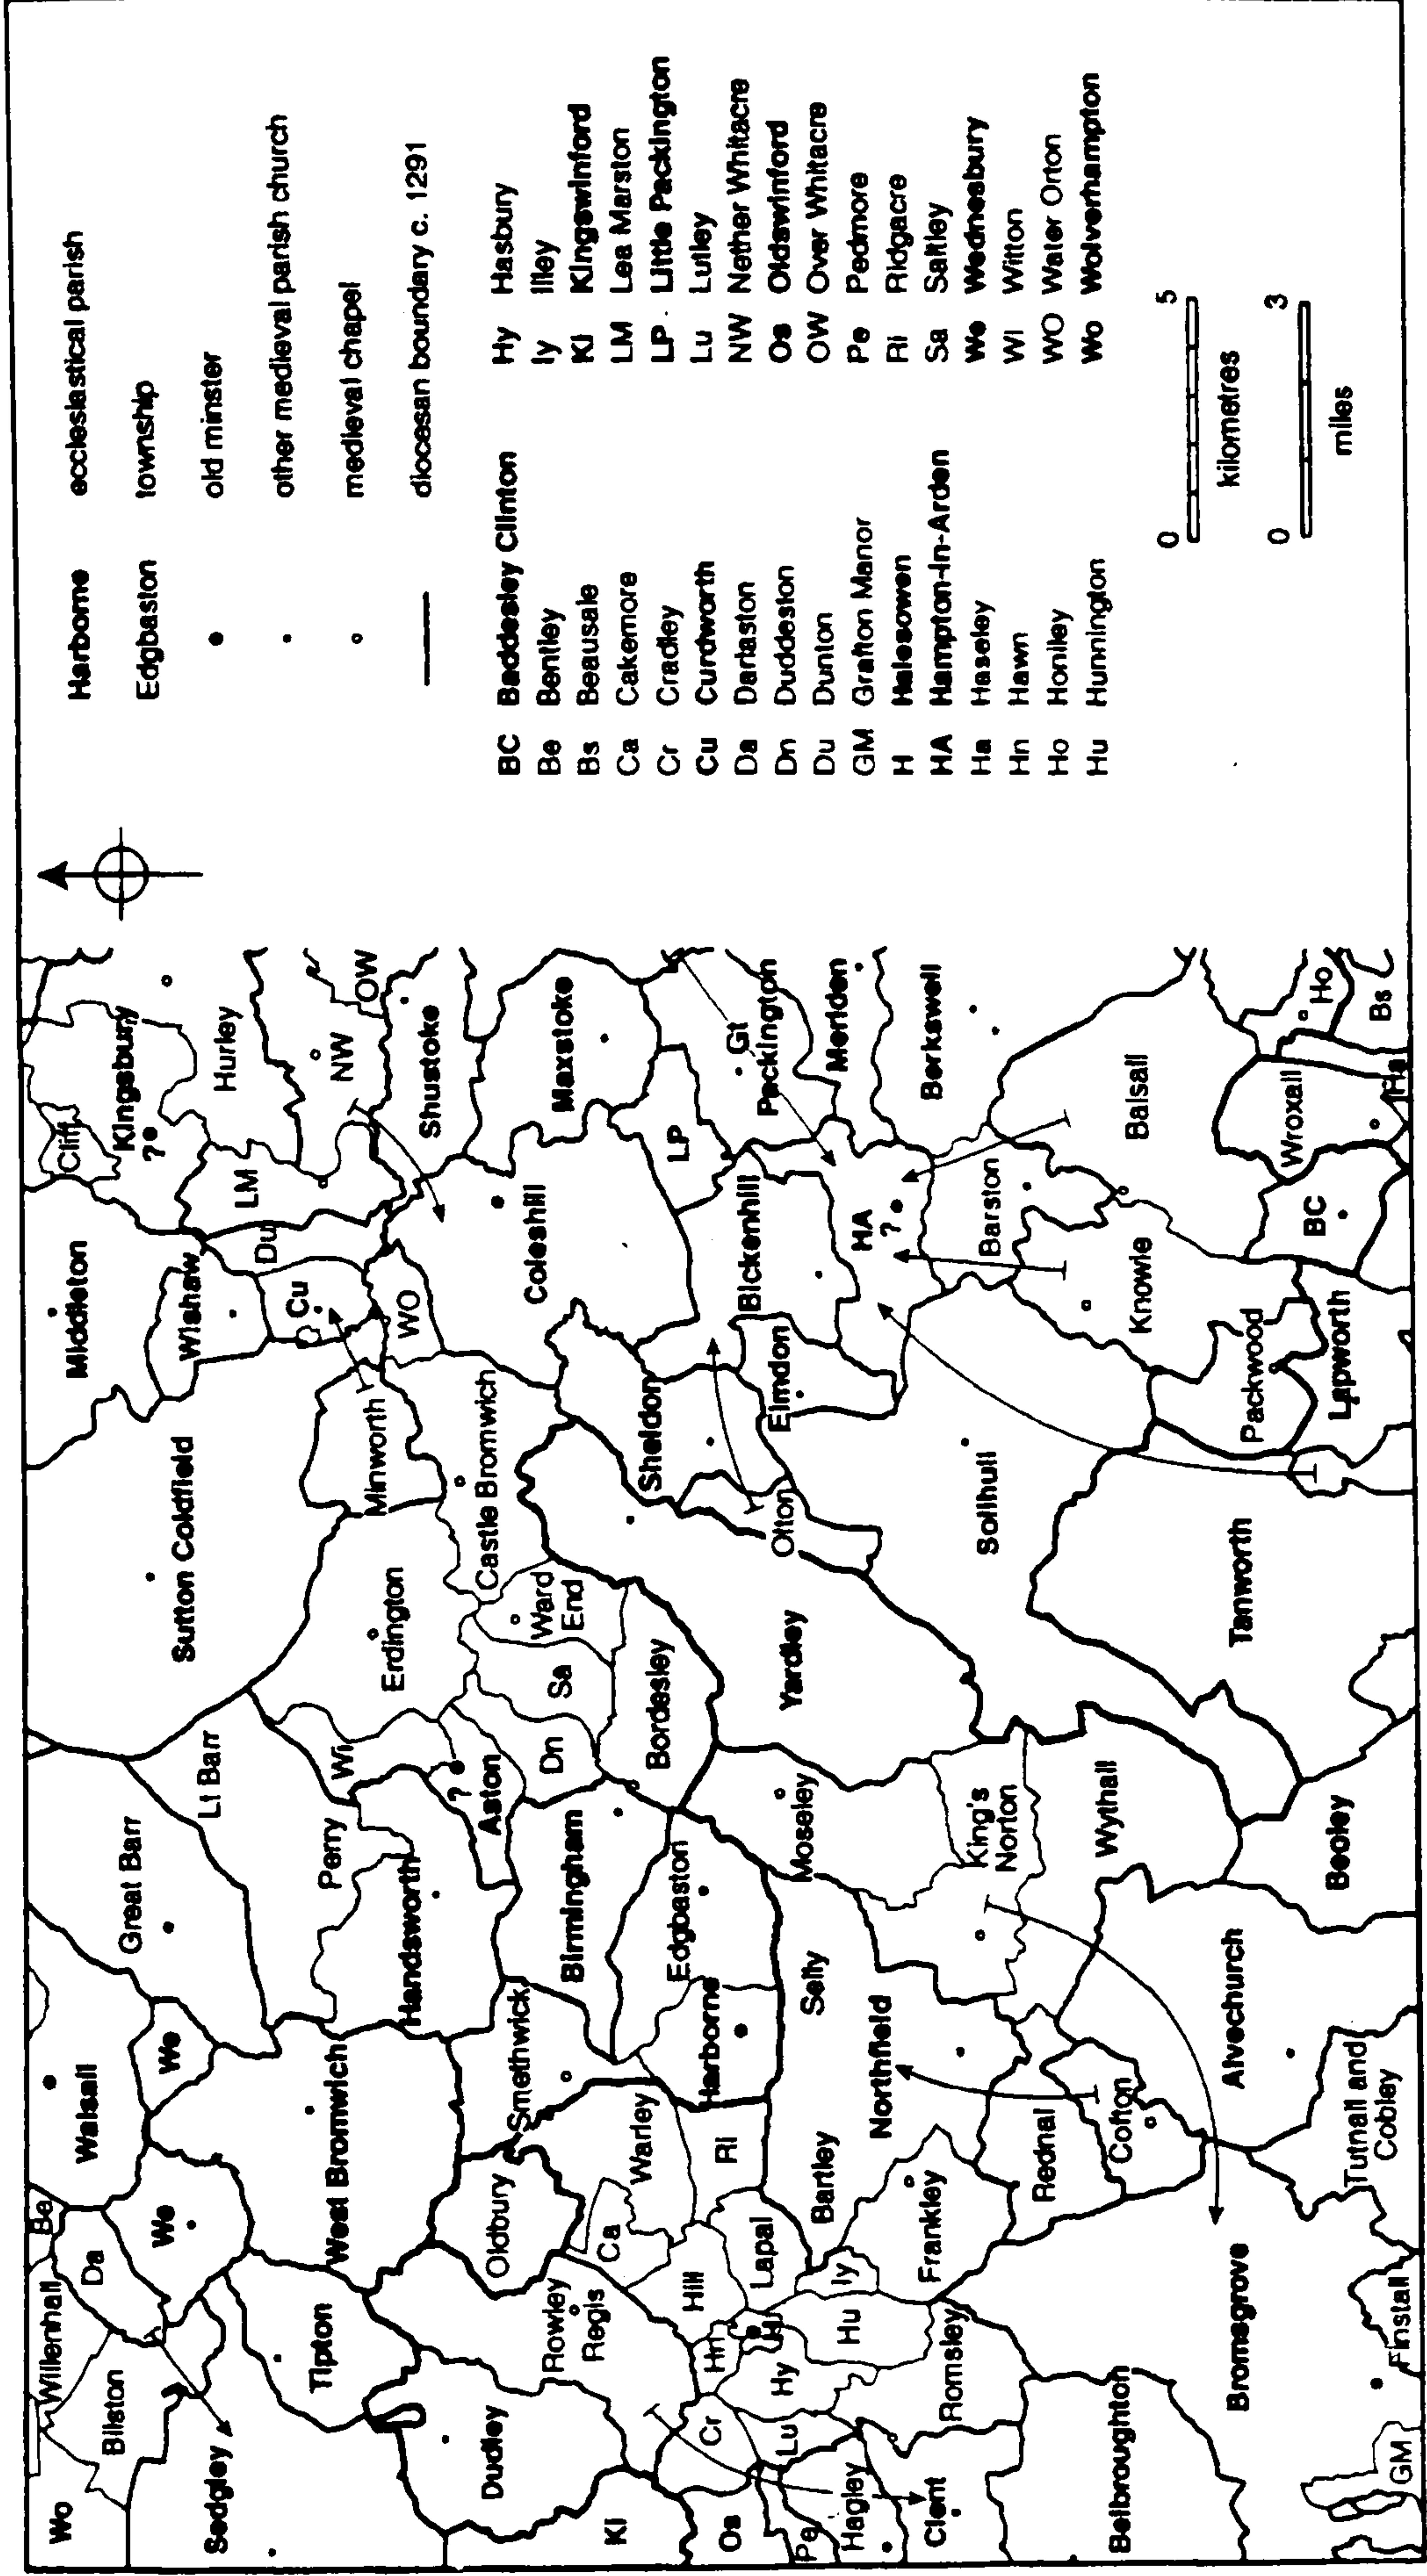 Harborne ecclesiastical parish
Edgbaston township
old minster
other medieval parish church
medieval chapel
diocesan boundary c. 1291
BC Baddesley Clinton
Be Bentley
Bs Beausale
Ca Cakemore
Cr Cradley
Cu Curdworth
Da Darlaston
Dn Duddeston
Du Dunton
GM Grafton Manor
H Halesowen
HA Hampton-in-Arden
Ha Haseley
Hn Hawn
Ho Honiley
Hu Hunnington
Hy Hasbury
Iy Illey
KI Kingswinford
LM Lea Marston
LP Little Packington
Lu Lutley
NW Nether Whitacre
Os Oldswinford
OW Over Whitacre
Pe Pedmore
Ri Ridgacre
Sa Saltley
We Wednesbury
Wi Witton
WO Water Orton
Wo Wolverhampton
0 5
kilometres
0 3
miles
Wo
Willenhall
Be
Walsall
Great Barr
Sutton Coldfield
Middleton
Cliff
Kingsbury
?
Bilston
Da
We
We
Lt Barr
Wishaw
Du
LM
Hurley
Sedgley
Tipton
West Bromwich
Perry
Wi
Cu
NW
OW
Handsworth
Erdington
Minworth
WO
Shustoke
Dudley
Oldbury
Smethwick
?
Aston
Castle Bromwich
Coleshill
Maxstoke
Rowley
Regis
Birmingham
Dn
Sa
Ward
End
KI
Ca
Warley
Bordesley
Sheldon
LP
Cr
Hn
Hill
Edgbaston
Harborne
Os
Ri
Lapal
Gt
Packington
Lu
Hy
H
Yardley
Olton
Elmdon
Bickenhill
Pe
Hagley
Hu
Iy
Bartley
Selly
Moseley
HA
?
Meriden
Clent
Romsley
Frankley
Northfield
King's
Norton
Solihull
Barston
Berkswell
Rednal
Cofton
Wythall
Knowle
Balsall
Belbroughton
Alvechurch
Tanworth
Packwood
Wroxall
Bromsgrove
Tutnall and
Cobley
Beoley
Lapworth
BC
Ho
Ha
Bs
GM
Finstall